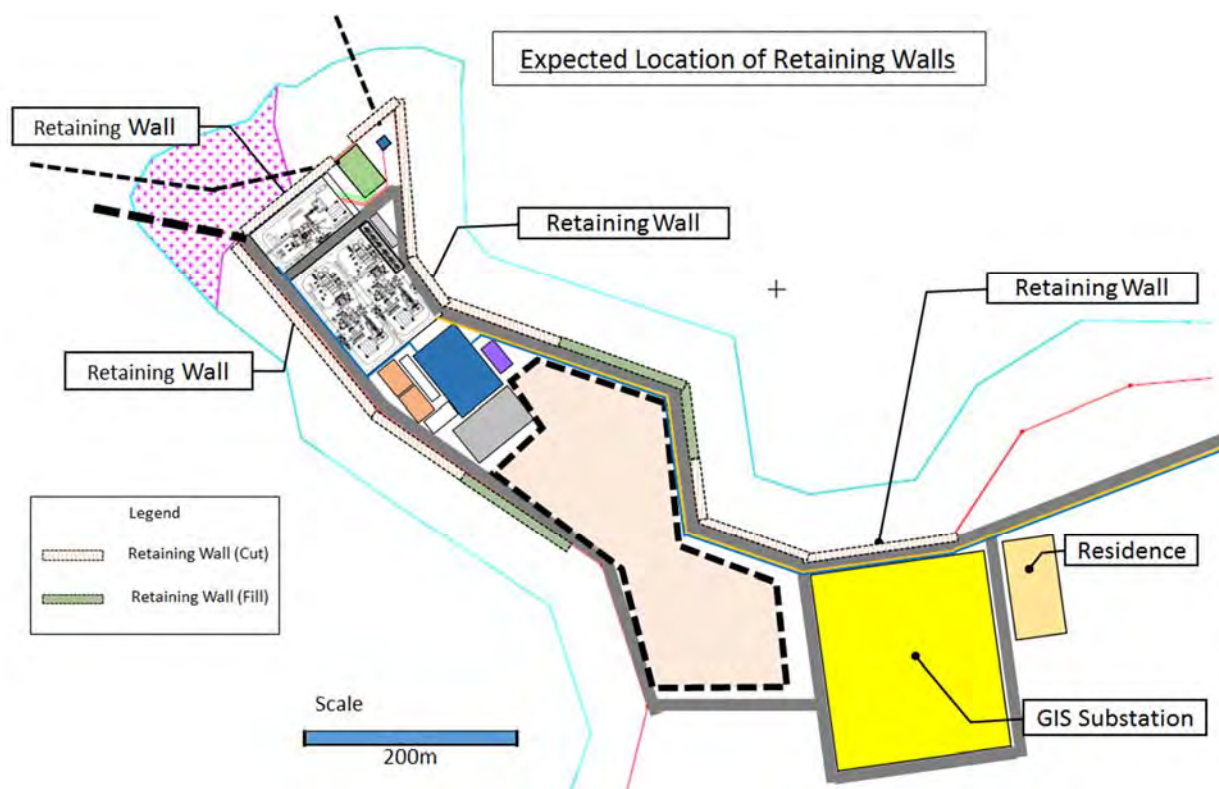 Expected Location of Retaining Walls
Retaining Wall
Retaining Wall
Retaining Wall
Retaining Wall
Legend
Retaining Wall (Cut)
Retaining Wall (Fill)
Residence
GIS Substation
Scale
200m